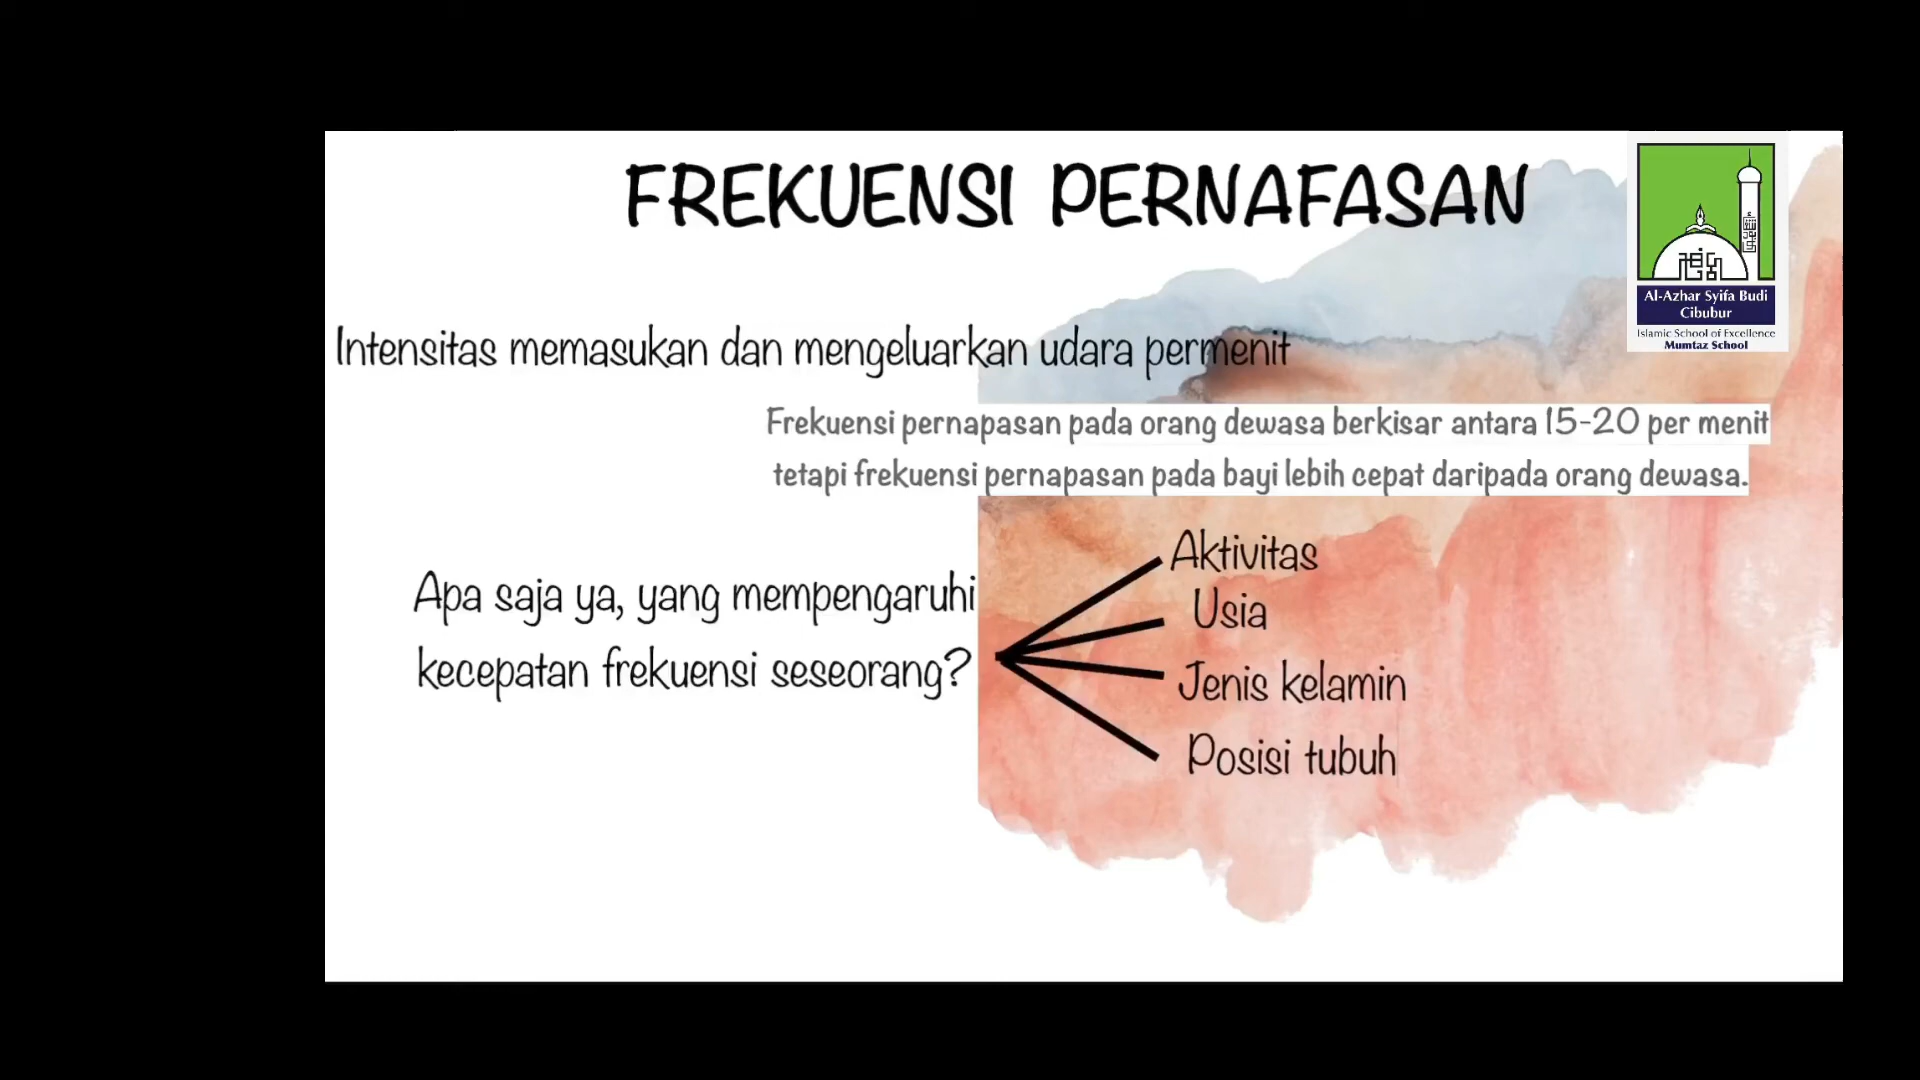 FREKUENSI PERNAFASAN
Al-Azhar Syifa Budi
Cibubur
Islamic School of Excellence
Mumtaz School
Intensitas memasukan dan mengeluarkan udara permenit
Frekuensi pernapasan pada orang dewasa berkisar antara 15-20 per menit
tetapi frekuensi pernapasan pada bayi lebih cepat daripada orang dewasa.
Apa saja ya, yang mempengaruhi
kecepatan frekuensi seseorang?
Aktivitas
Usia
Jenis kelamin
Posisi tubuh